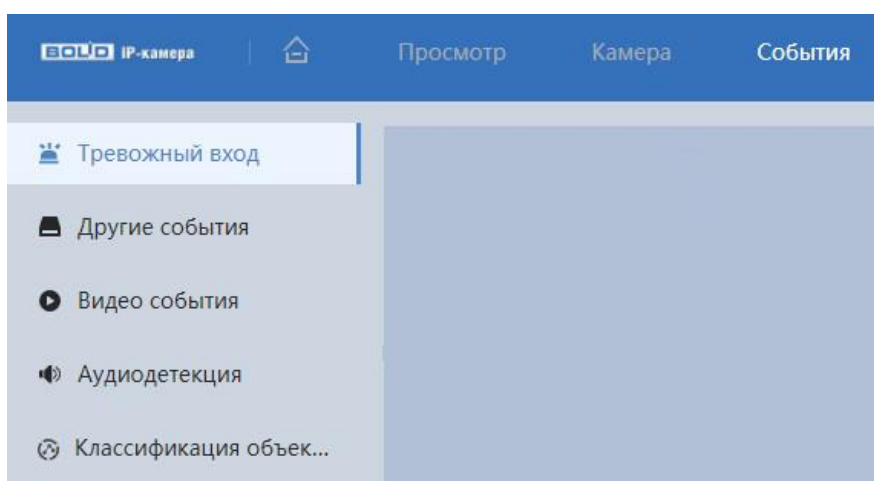 BOLID IP-камера
Просмотр
Камера
События
Тревожный вход
Другие события
Видео события
Аудиодетекция
Классификация объек...